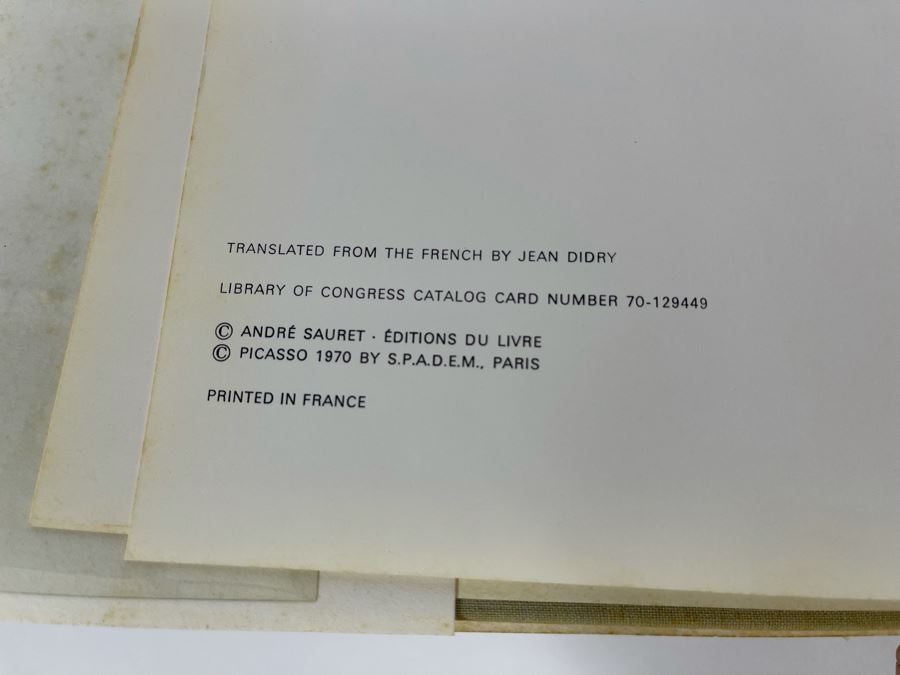 TRANSLATED FROM THE FRENCH BY JEAN DIDRY
LIBRARY OF CONGRESS CATALOG CARD NUMBER 70-129449
© ANDRÉ SAURET · ÉDITIONS DU LIVRE
© PICASSO 1970 BY S.P.A.D.E.M., PARIS
PRINTED IN FRANCE